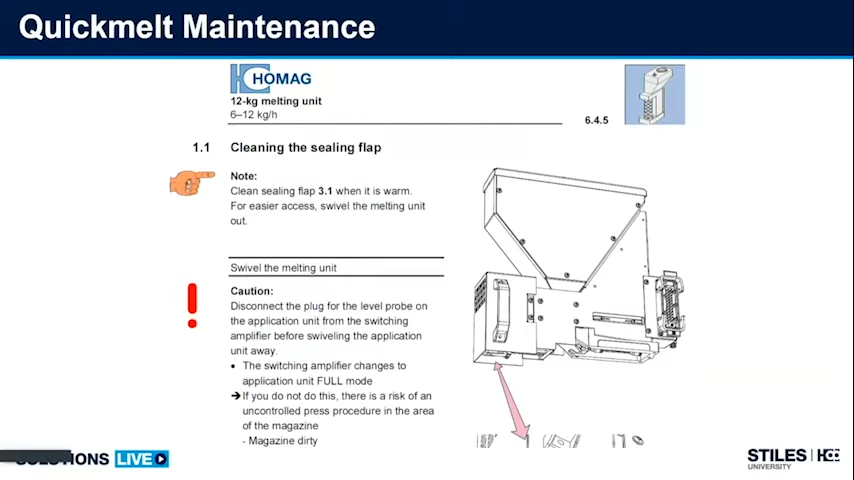 Quickmelt Maintenance
HOMAG
12-kg melting unit
6–12 kg/h
6.4.5
1.1 Cleaning the sealing flap
Note:
Clean sealing flap 3.1 when it is warm.
For easier access, swivel the melting unit
out.
Swivel the melting unit
Caution:
Disconnect the plug for the level probe on
the application unit from the switching
amplifier before swiveling the application
unit away.
• The switching amplifier changes to
application unit FULL mode
➔If you do not do this, there is a risk of an
uncontrolled press procedure in the area
of the magazine
- Magazine dirty
LIVE
STILES
UNIVERSITY